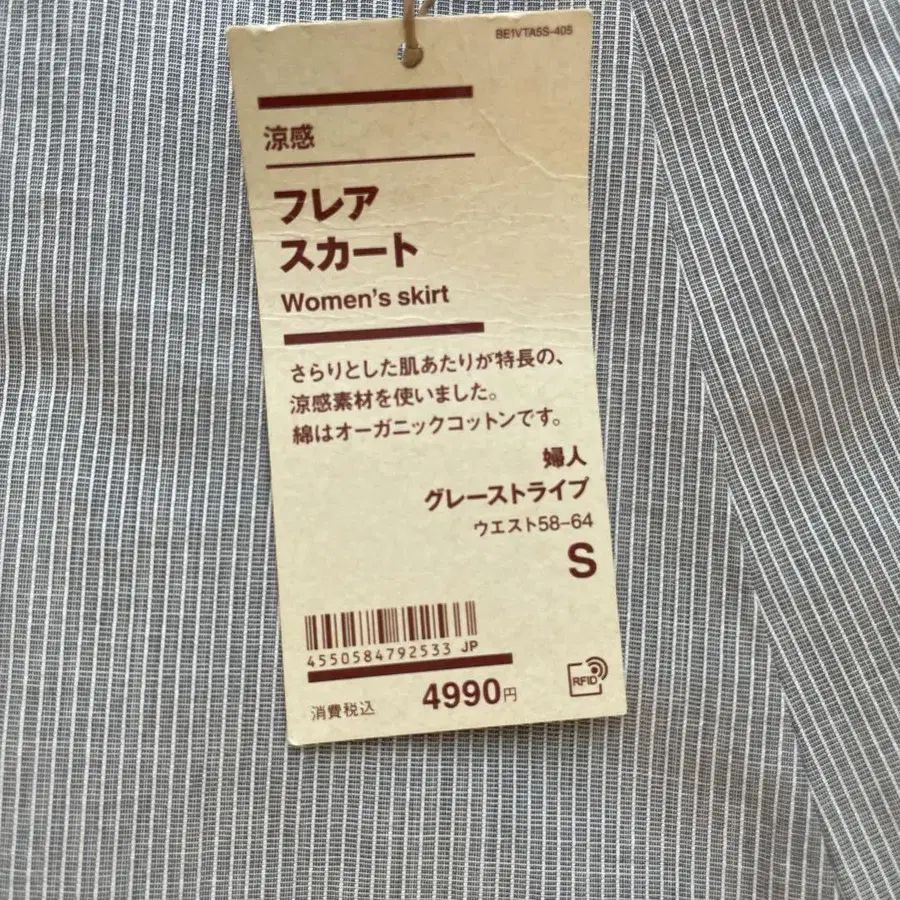 BE1VTA5S-405
涼感
フレア
スカート
Women's skirt
さらりとした肌あたりが特長の、
涼感素材を使いました。
綿はオーガニックコットンです。
婦人
グレーストライプ
ウエスト58-64
S
4550584792533 JP
消費税込 4990円
RFID